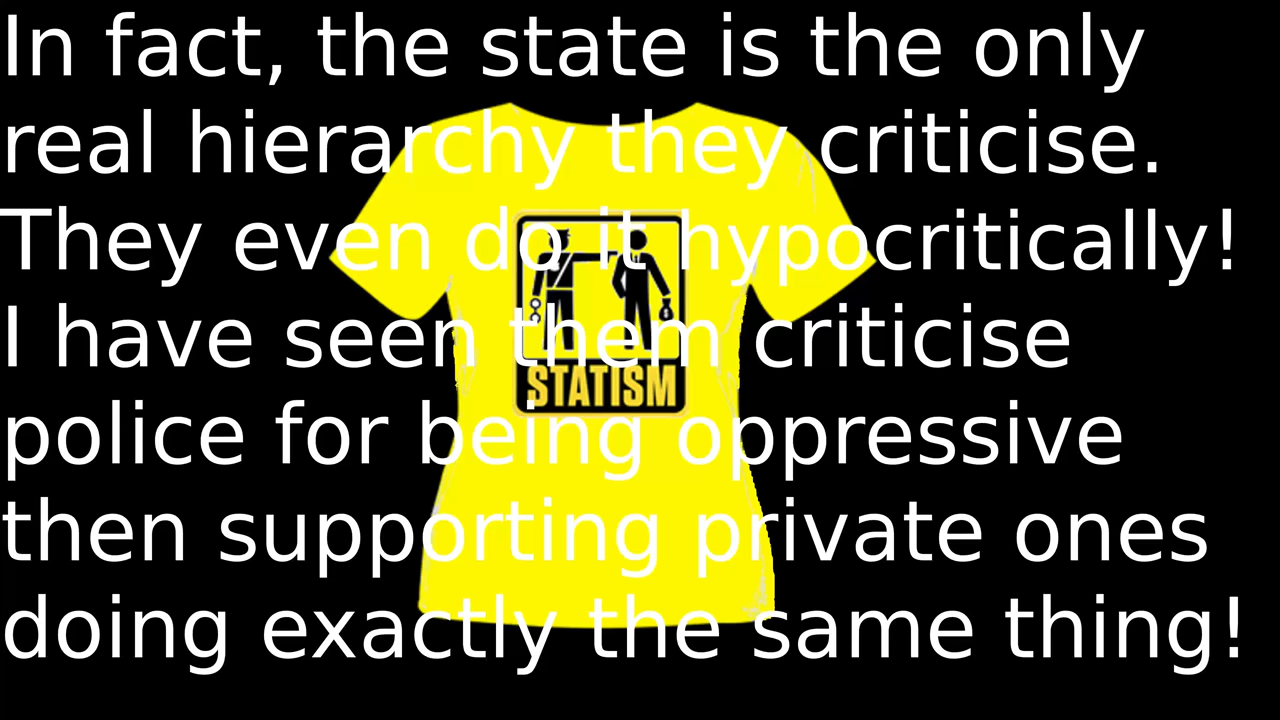 In fact, the state is the only
real hierarchy they criticise.
They even do it hypocritically!
I have seen them criticise
STATISM
police for being oppressive
then supporting private ones
doing exactly the same thing!